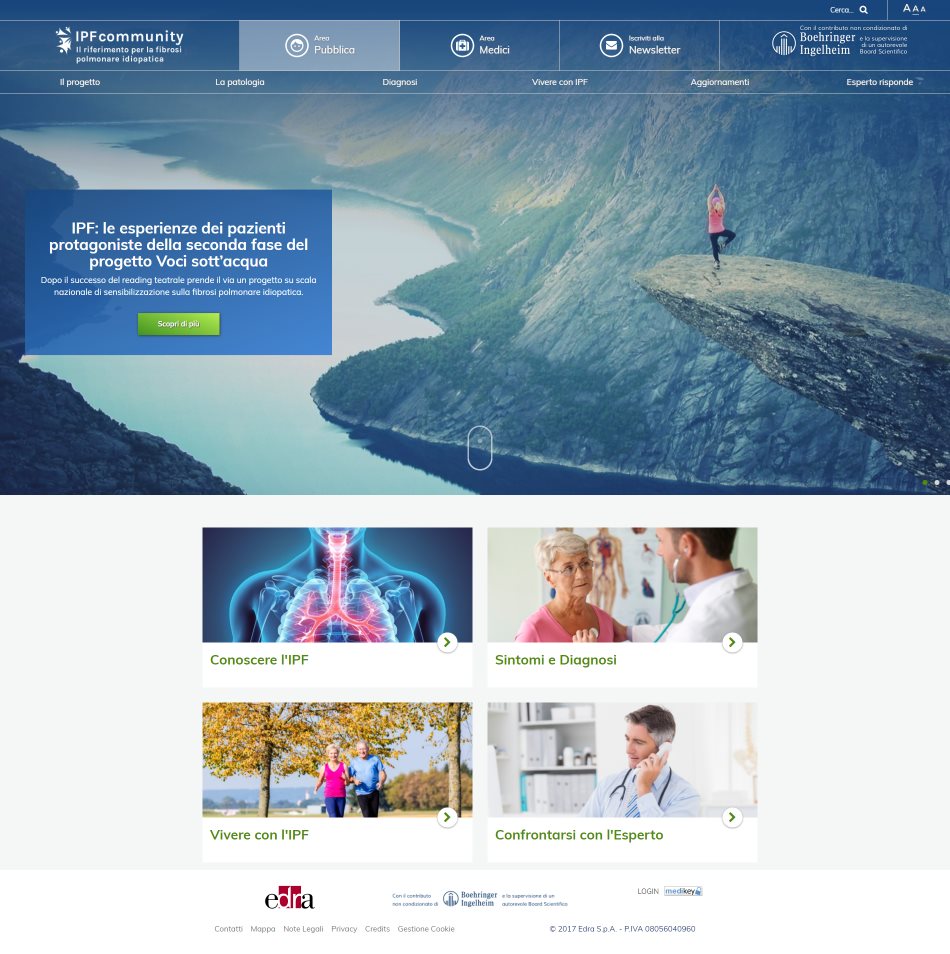 Cerca...
A A A
IPFcommunity
Il riferimento per la fibrosi
polmonare idiopatica
Area
Pubblica
Area
Medici
Iscriviti alla
Newsletter
Con il contributo non condizionato di
Boehringer
Ingelheim
e la supervisione
di un autorevole
Board Scientifico
Il progetto
La patologia
Diagnosi
Vivere con IPF
Aggiornamenti
Esperto risponde
IPF: le esperienze dei pazienti
protagoniste della seconda fase del
progetto Voci sott'acqua
Dopo il successo del reading teatrale prende il via un progetto su scala
nazionale di sensibilizzazione sulla fibrosi polmonare idiopatica.
Scopri di più
Conoscere l'IPF
Sintomi e Diagnosi
Vivere con l'IPF
Confrontarsi con l'Esperto
edra
Con il contributo
non condizionato di
Boehringer
Ingelheim
e la supervisione di un
autorevole Board Scientifico
LOGIN medikey
Contatti Mappa Note Legali Privacy Credits Gestione Cookie
© 2017 Edra S.p.A. - P.IVA 08056040960